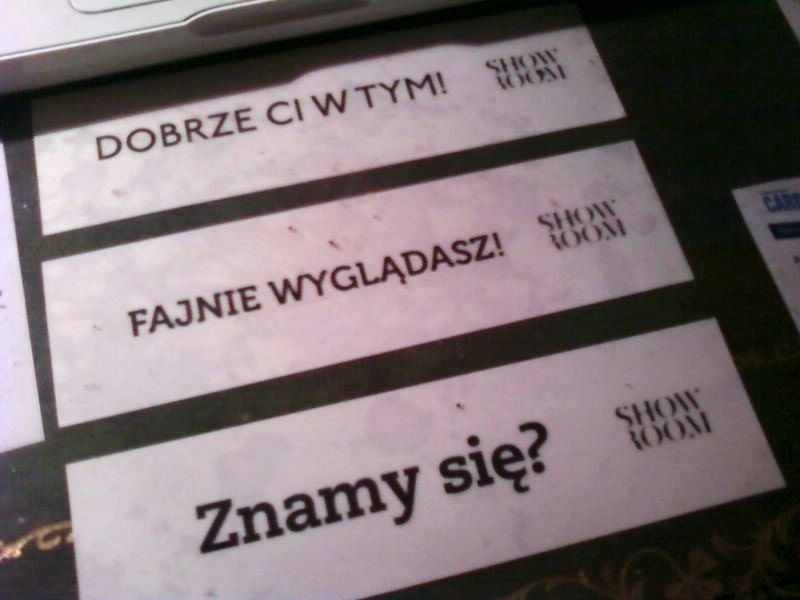 DOBRZE CI W TYM!
SHOW
ROOM
FAJNIE WYGLĄDASZ!
SHOW
ROOM
Znamy się?
SHOW
ROOM